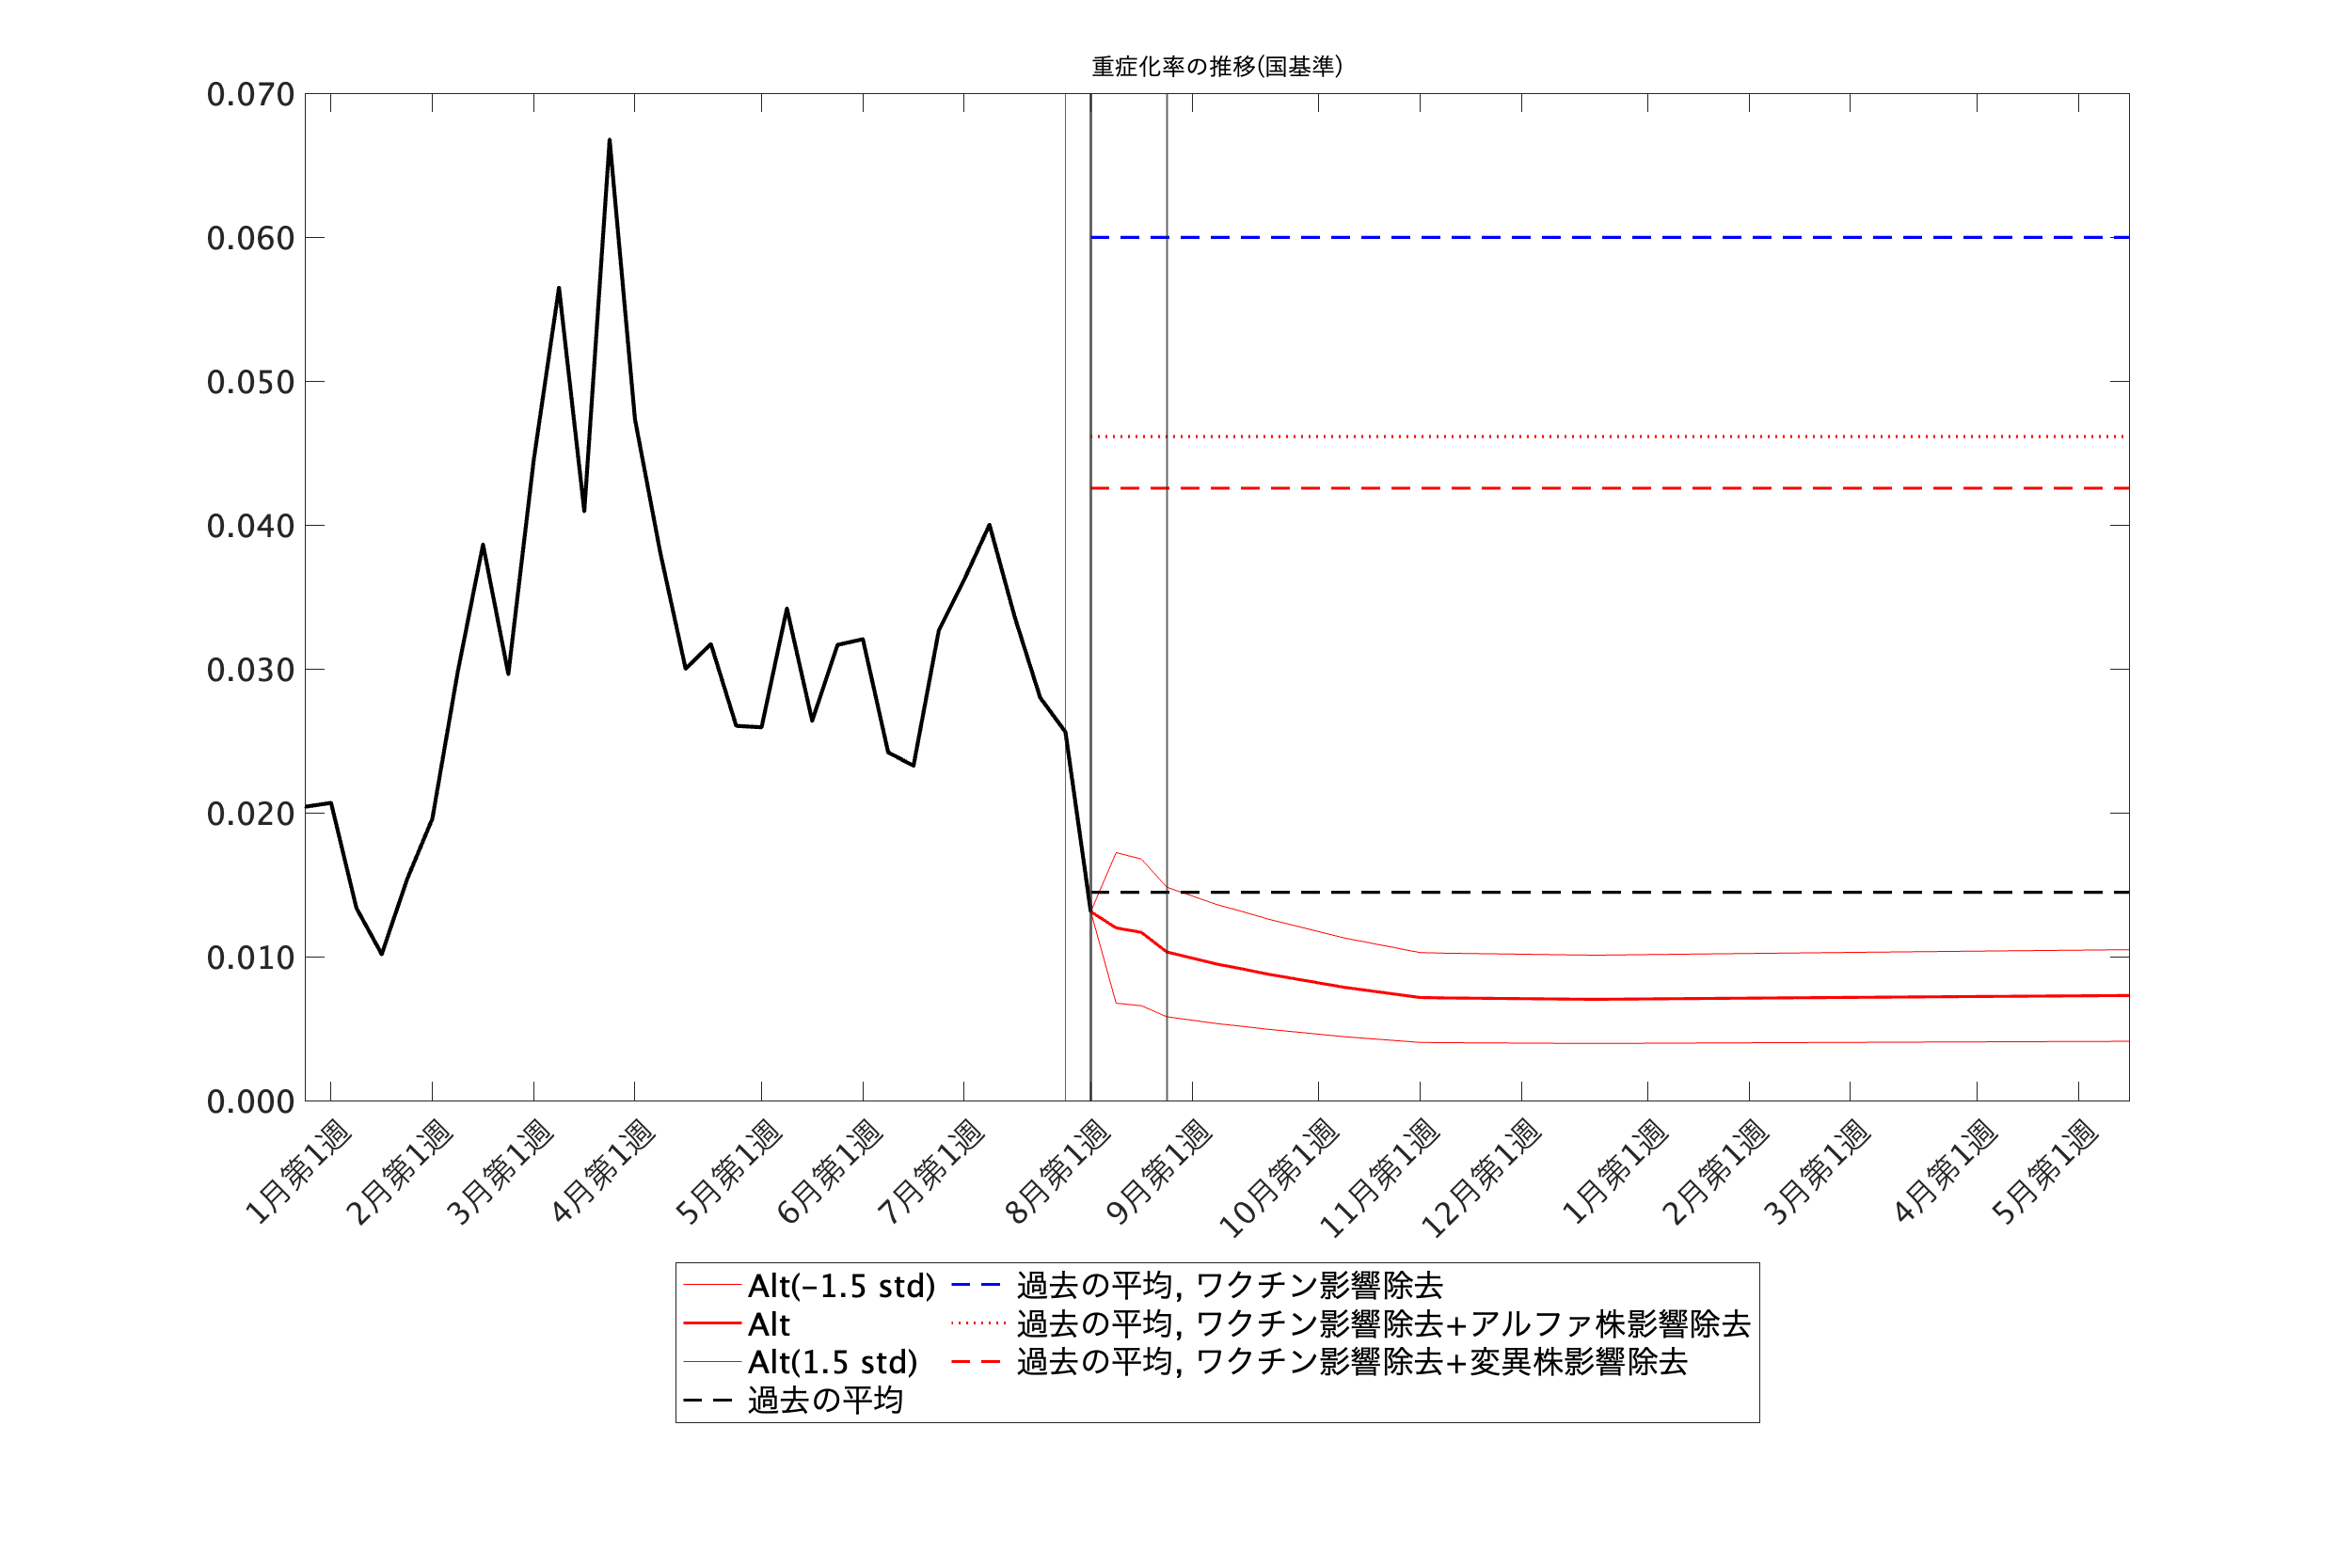 重症化率の推移(国基準)
0.070
0.060
0.050
0.040
0.030
0.020
0.010
0.000
1月第1週
2月第1週
3月第1週
4月第1週
5月第1週
6月第1週
7月第1週
8月第1週
9月第1週
10月第1週
11月第1週
12月第1週
1月第1週
2月第1週
3月第1週
4月第1週
5月第1週
Alt(-1.5 std)
Alt
Alt(1.5 std)
過去の平均
過去の平均, ワクチン影響除去
過去の平均, ワクチン影響除去+アルファ株影響除去
過去の平均, ワクチン影響除去+変異株影響除去